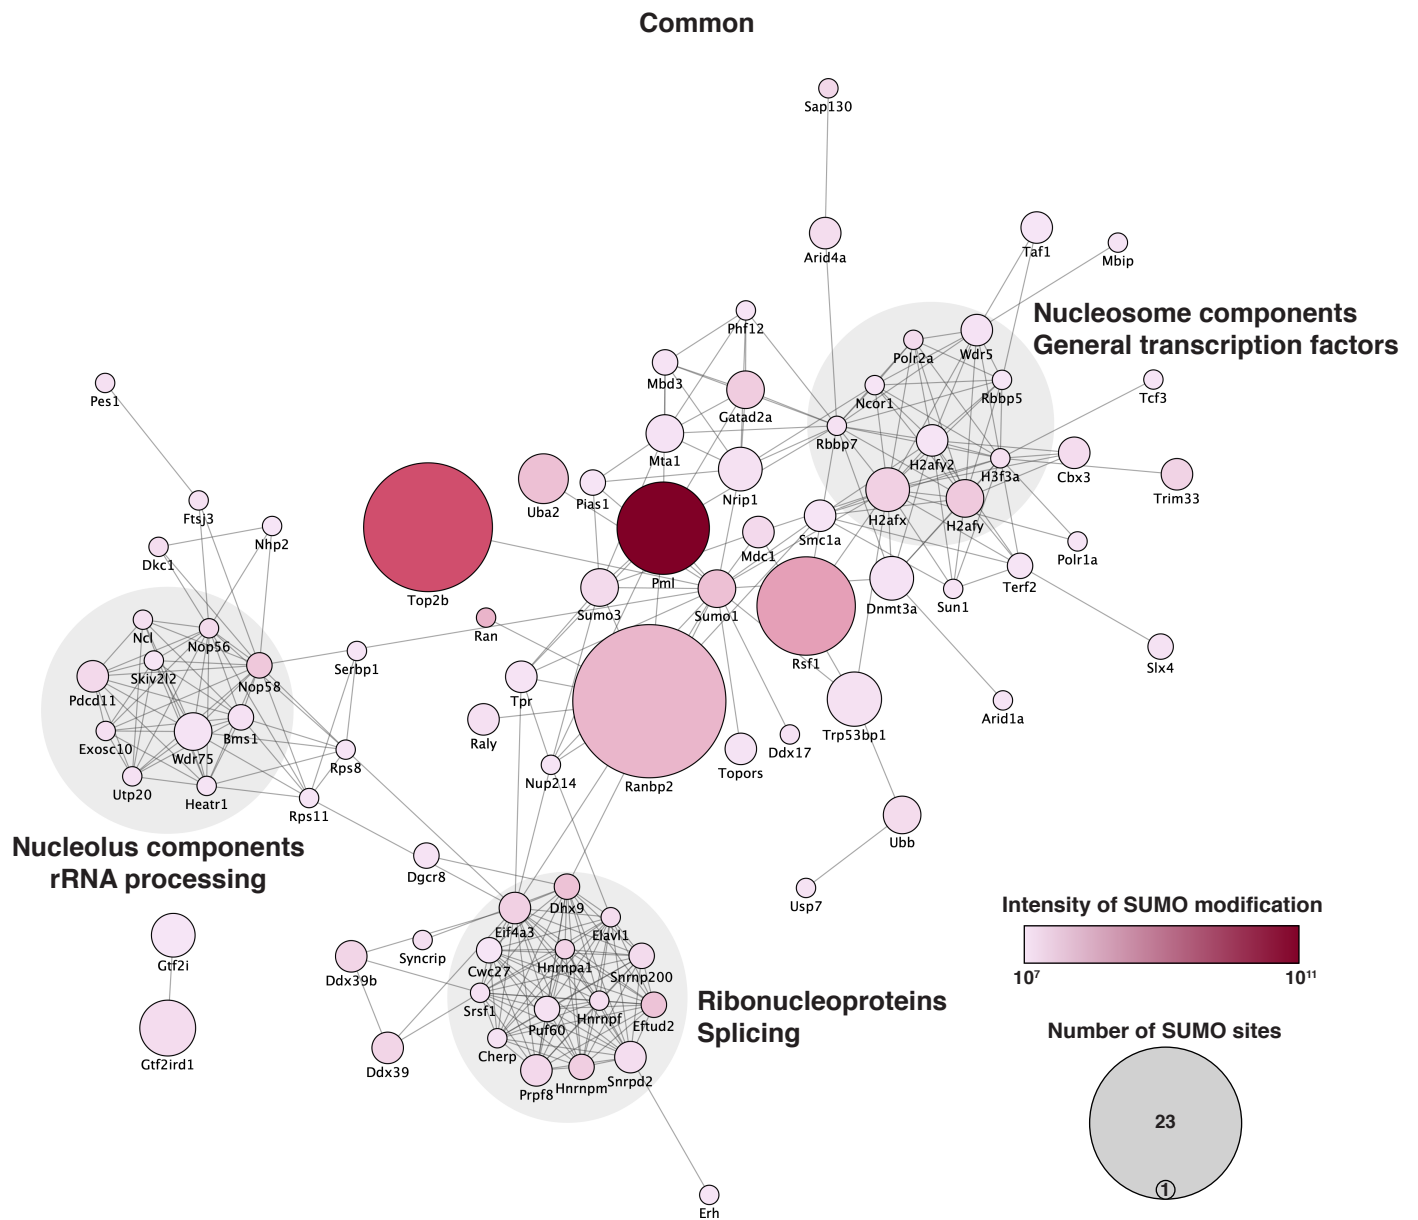 Common
Sap130
Arid4a
Taf1
Mbip
Nucleosome components
General transcription factors
Phf12
Polr2a
Wdr5
Mbd3
Gatad2a
Ncor1
Rbbp5
Tcf3
Pes1
Mta1
Rbbp7
H2afy2
H3f3a
Cbx3
Trim33
Uba2
Pias1
Nrip1
H2afx
H2afy
Ftsj3
Nhp2
Dkc1
Top2b
Pml
Mdc1
Smc1a
Polr1a
Sumo3
Sumo1
Rsf1
Dnmt3a
Sun1
Terf2
Ncl
Nop56
Ran
Serbp1
Slx4
Skiv2l2
Nop58
Pdcd11
Tpr
Raly
Arid1a
Exosc10
Wdr75
Bms1
Rps8
Nup214
Ranbp2
Topors
Ddx17
Trp53bp1
Utp20
Heatr1
Rps11
Ubb
Nucleolus components
rRNA processing
Dgcr8
Usp7
Gtf2i
Gtf2ird1
Dhx9
Eif4a3
Elavl1
Syncrip
Ddx39b
Cwc27
Hnrnpa1
Snrnp200
Srsf1
Puf60
Hnrnpf
Eftud2
Cherp
Ddx39
Prpf8
Hnrnpm
Snrpd2
Ribonucleoproteins
Splicing
Erh
Intensity of SUMO modification
10⁷
10¹¹
Number of SUMO sites
23
1